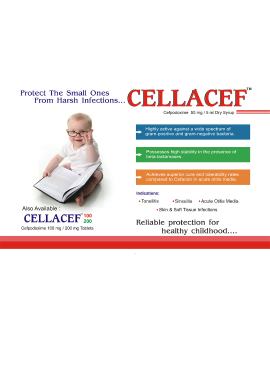 Protect The Small Ones
From Harsh Infections...
CELLACEF™
Cefpodoxime 50 mg / 5 ml Dry Syrup
Highly active against a wide spectrum of
gram-positive and gram-negative bacteria.
Possesses high stability in the presence of
beta-lactamases.
Achieves superior cure and tolerability rates
compared to Cefaclor in acute otitis media.
Indications:
• Tonsilitis • Sinusitis • Acute Otitis Media
• Skin & Soft Tissue Infections
Also Available :
CELLACEF 100
200
Cefpodoxime 100 mg / 200 mg Tablets
Reliable protection for
healthy childhood....